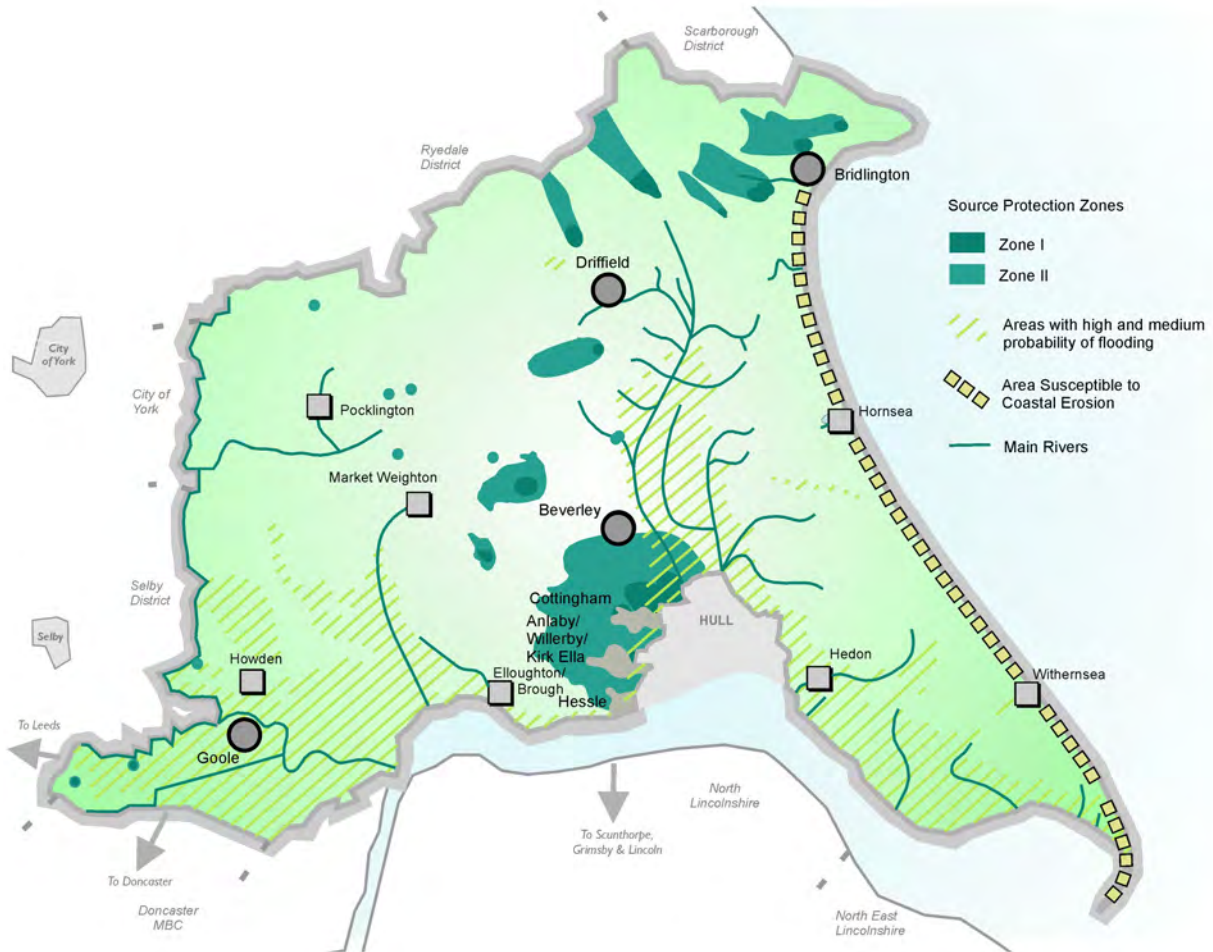 Scarborough
District
Ryedale
District
Bridlington
Source Protection Zones
Zone I
Zone II
Driffield
Areas with high and medium
probability of flooding
City
of York
City of
York
Area Susceptible to
Coastal Erosion
Pocklington
Hornsea
Main Rivers
Market Weighton
Beverley
Selby
District
Cottingham
Anlaby/
Willerby/
Kirk Ella
HULL
Selby
Howden
Elloughton/
Brough
Hessle
Hedon
Withernsea
To Leeds
Goole
North
Lincolnshire
To Scunthorpe,
Grimsby & Lincoln
To Doncaster
Doncaster
MBC
North East
Lincolnshire